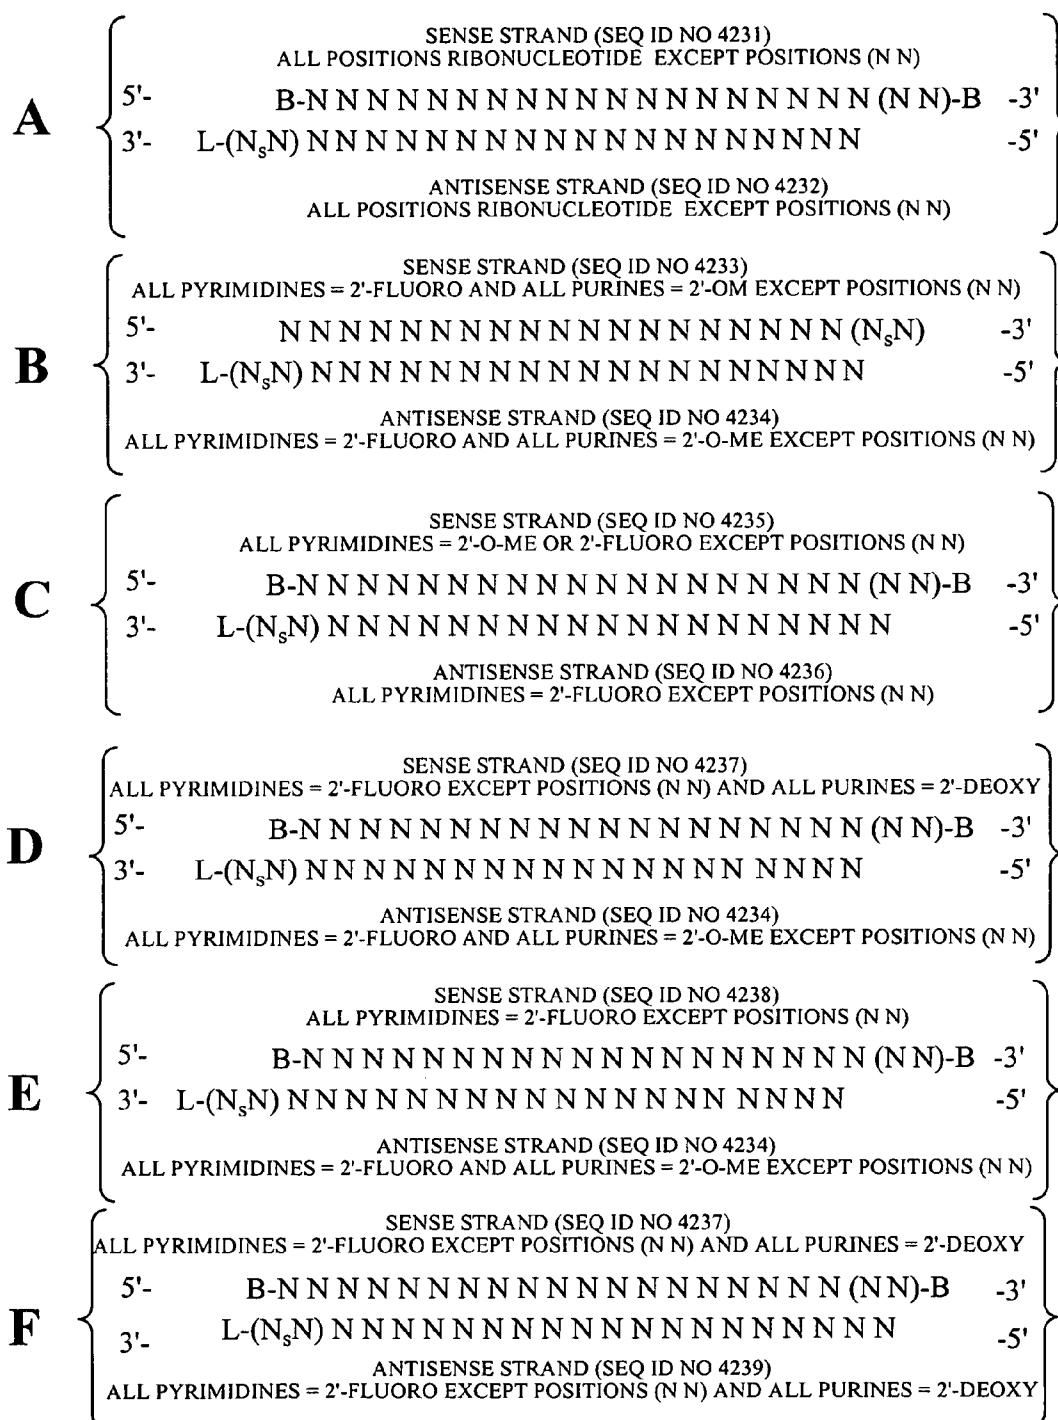 A
SENSE STRAND (SEQ ID NO 4231)
ALL POSITIONS RIBONUCLEOTIDE EXCEPT POSITIONS (N N)
5'- B-N N N N N N N N N N N N N N N N N N N (N N)-B -3'
3'- L-(NsN) N N N N N N N N N N N N N N N N N N N -5'
ANTISENSE STRAND (SEQ ID NO 4232)
ALL POSITIONS RIBONUCLEOTIDE EXCEPT POSITIONS (N N)
B
SENSE STRAND (SEQ ID NO 4233)
ALL PYRIMIDINES = 2'-FLUORO AND ALL PURINES = 2'-OM EXCEPT POSITIONS (N N)
5'- N N N N N N N N N N N N N N N N N N N (NsN) -3'
3'- L-(NsN) N N N N N N N N N N N N N N N N N N N -5'
ANTISENSE STRAND (SEQ ID NO 4234)
ALL PYRIMIDINES = 2'-FLUORO AND ALL PURINES = 2'-O-ME EXCEPT POSITIONS (N N)
C
SENSE STRAND (SEQ ID NO 4235)
ALL PYRIMIDINES = 2'-O-ME OR 2'-FLUORO EXCEPT POSITIONS (N N)
5'- B-N N N N N N N N N N N N N N N N N N N (N N)-B -3'
3'- L-(NsN) N N N N N N N N N N N N N N N N N N N -5'
ANTISENSE STRAND (SEQ ID NO 4236)
ALL PYRIMIDINES = 2'-FLUORO EXCEPT POSITIONS (N N)
D
SENSE STRAND (SEQ ID NO 4237)
ALL PYRIMIDINES = 2'-FLUORO EXCEPT POSITIONS (N N) AND ALL PURINES = 2'-DEOXY
5'- B-N N N N N N N N N N N N N N N N N N N (N N)-B -3'
3'- L-(NsN) N N N N N N N N N N N N N N N N N N N -5'
ANTISENSE STRAND (SEQ ID NO 4234)
ALL PYRIMIDINES = 2'-FLUORO AND ALL PURINES = 2'-O-ME EXCEPT POSITIONS (N N)
E
SENSE STRAND (SEQ ID NO 4238)
ALL PYRIMIDINES = 2'-FLUORO EXCEPT POSITIONS (N N)
5'- B-N N N N N N N N N N N N N N N N N N N (N N)-B -3'
3'- L-(NsN) N N N N N N N N N N N N N N N N N N N -5'
ANTISENSE STRAND (SEQ ID NO 4234)
ALL PYRIMIDINES = 2'-FLUORO AND ALL PURINES = 2'-O-ME EXCEPT POSITIONS (N N)
F
SENSE STRAND (SEQ ID NO 4237)
ALL PYRIMIDINES = 2'-FLUORO EXCEPT POSITIONS (N N) AND ALL PURINES = 2'-DEOXY
5'- B-N N N N N N N N N N N N N N N N N N N (N N)-B -3'
3'- L-(NsN) N N N N N N N N N N N N N N N N N N N -5'
ANTISENSE STRAND (SEQ ID NO 4239)
ALL PYRIMIDINES = 2'-FLUORO EXCEPT POSITIONS (N N) AND ALL PURINES = 2'-DEOXY